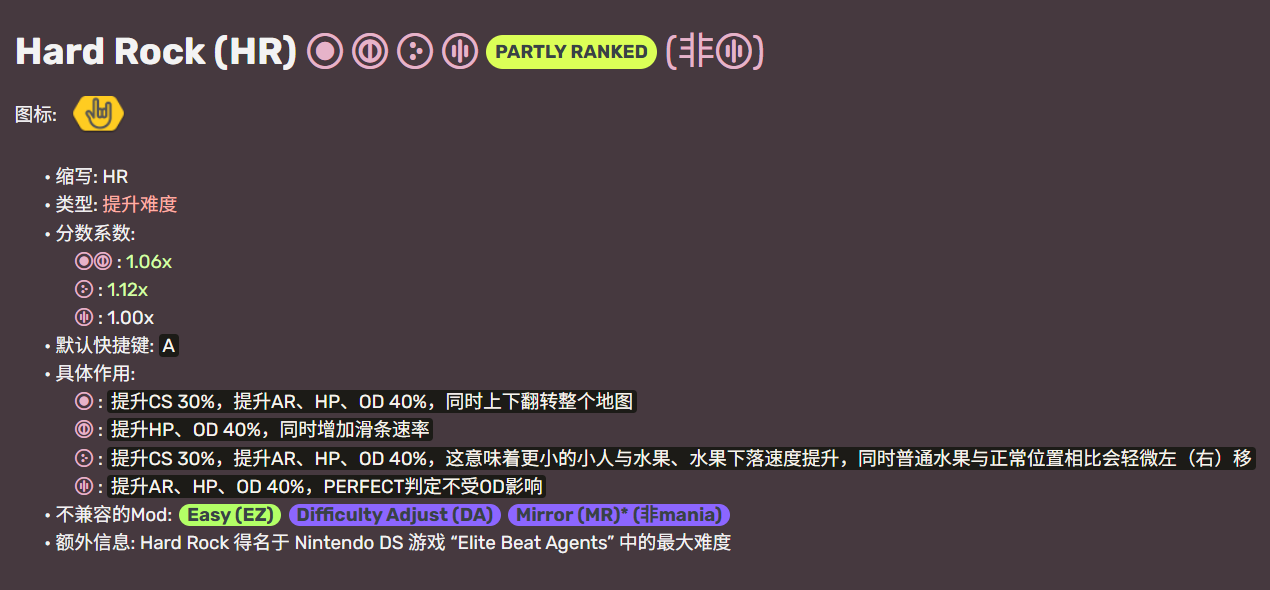 Hard Rock (HR) PARTLY RANKED (非)
图标:
• 缩写: HR
• 类型: 提升难度
• 分数系数:
: 1.06x
: 1.12x
: 1.00x
• 默认快捷键: A
• 具体作用:
: 提升CS 30%，提升AR、HP、OD 40%，同时上下翻转整个地图
: 提升HP、OD 40%，同时增加滑条速率
: 提升CS 30%，提升AR、HP、OD 40%，这意味着更小的小人与水果、水果下落速度提升，同时普通水果与正常位置相比会轻微左（右）移
: 提升AR、HP、OD 40%，PERFECT判定不受OD影响
• 不兼容的Mod: Easy (EZ) Difficulty Adjust (DA) Mirror (MR)* (非mania)
• 额外信息: Hard Rock 得名于 Nintendo DS 游戏 “Elite Beat Agents” 中的最大难度